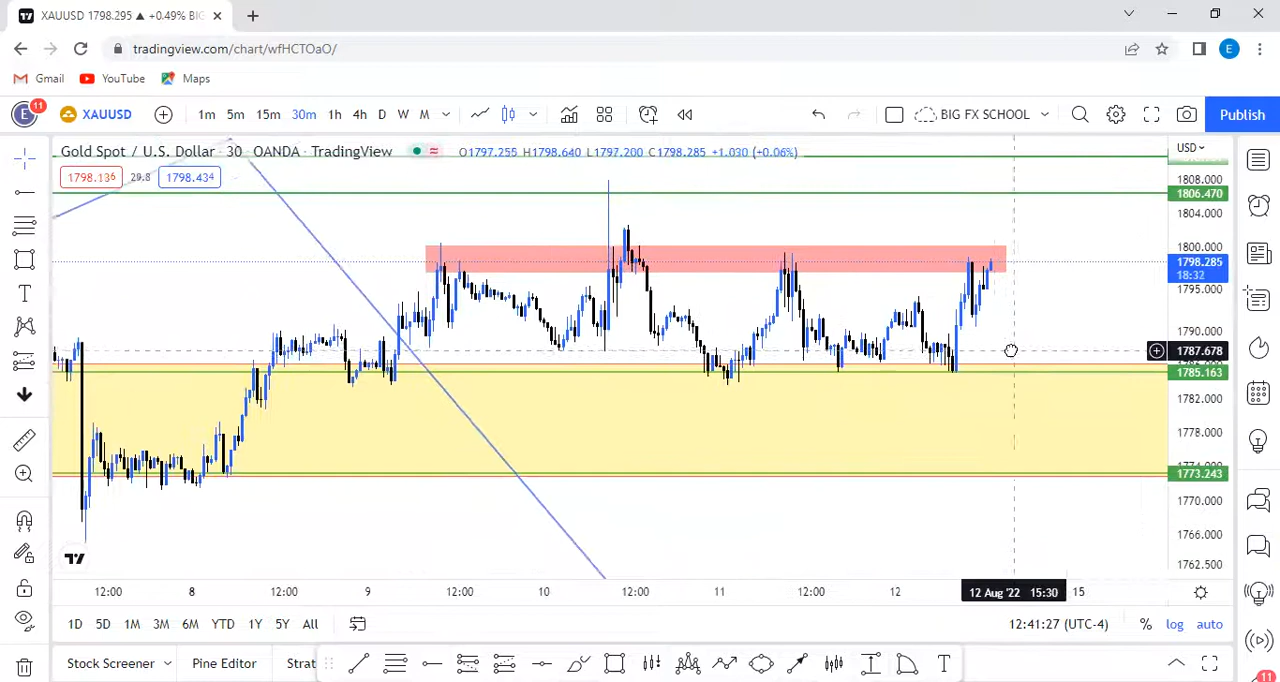 XAUUSD 1798.295 ▲ +0.49% BIG
tradingview.com/chart/wfHCTOaO/
E
Gmail YouTube Maps
E 11 XAUUSD 1m 5m 15m 30m 1h 4h D W M BIG FX SCHOOL Publish
Gold Spot / U.S. Dollar · 30 · OANDA · TradingView O1797.255 H1798.640 L1797.200 C1798.285 +1.030 (+0.06%)
USD
1798.136 29.8 1798.434
1808.000
1806.470
1804.000
1800.000
1798.285
18:32
1795.000
1790.000
1787.678
1785.163
1782.000
1778.000
1773.243
1770.000
1766.000
1762.500
12:00 8 12:00 9 12:00 10 12:00 11 12:00 12 12 Aug '22 15:30 15
1D 5D 1M 3M 6M YTD 1Y 5Y All 12:41:27 (UTC-4) % log auto
Stock Screener Pine Editor Strat T
11